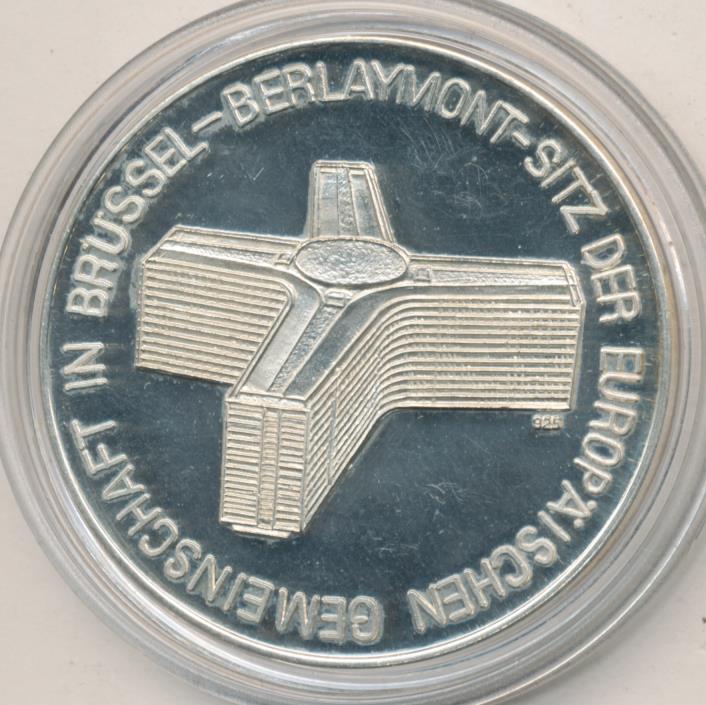 BERLAYMONT-SITZ DER EUROPÄISCHEN GEMEINSCHAFT IN BRÜSSEL-
925